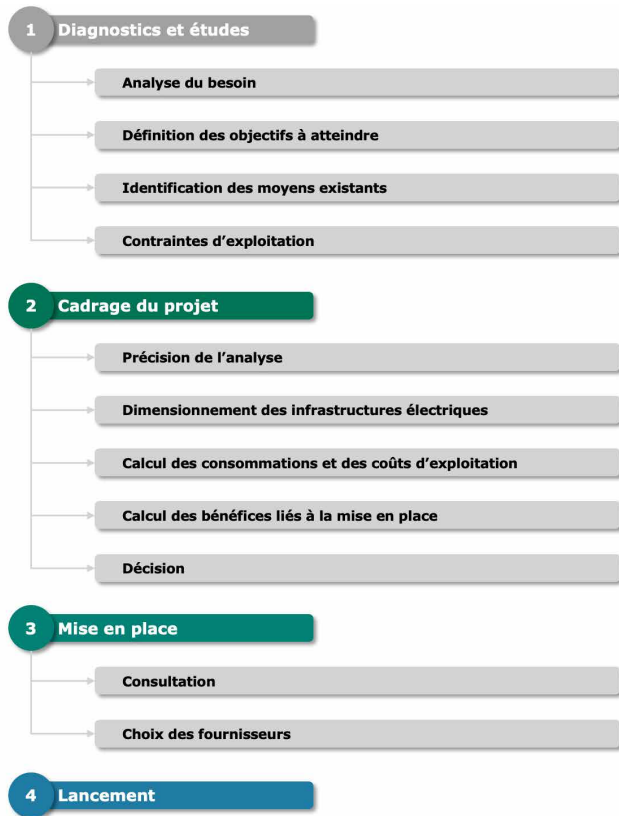 1 Diagnostics et études
Analyse du besoin
Définition des objectifs à atteindre
Identification des moyens existants
Contraintes d’exploitation
2 Cadrage du projet
Précision de l’analyse
Dimensionnement des infrastructures électriques
Calcul des consommations et des coûts d’exploitation
Calcul des bénéfices liés à la mise en place
Décision
3 Mise en place
Consultation
Choix des fournisseurs
4 Lancement